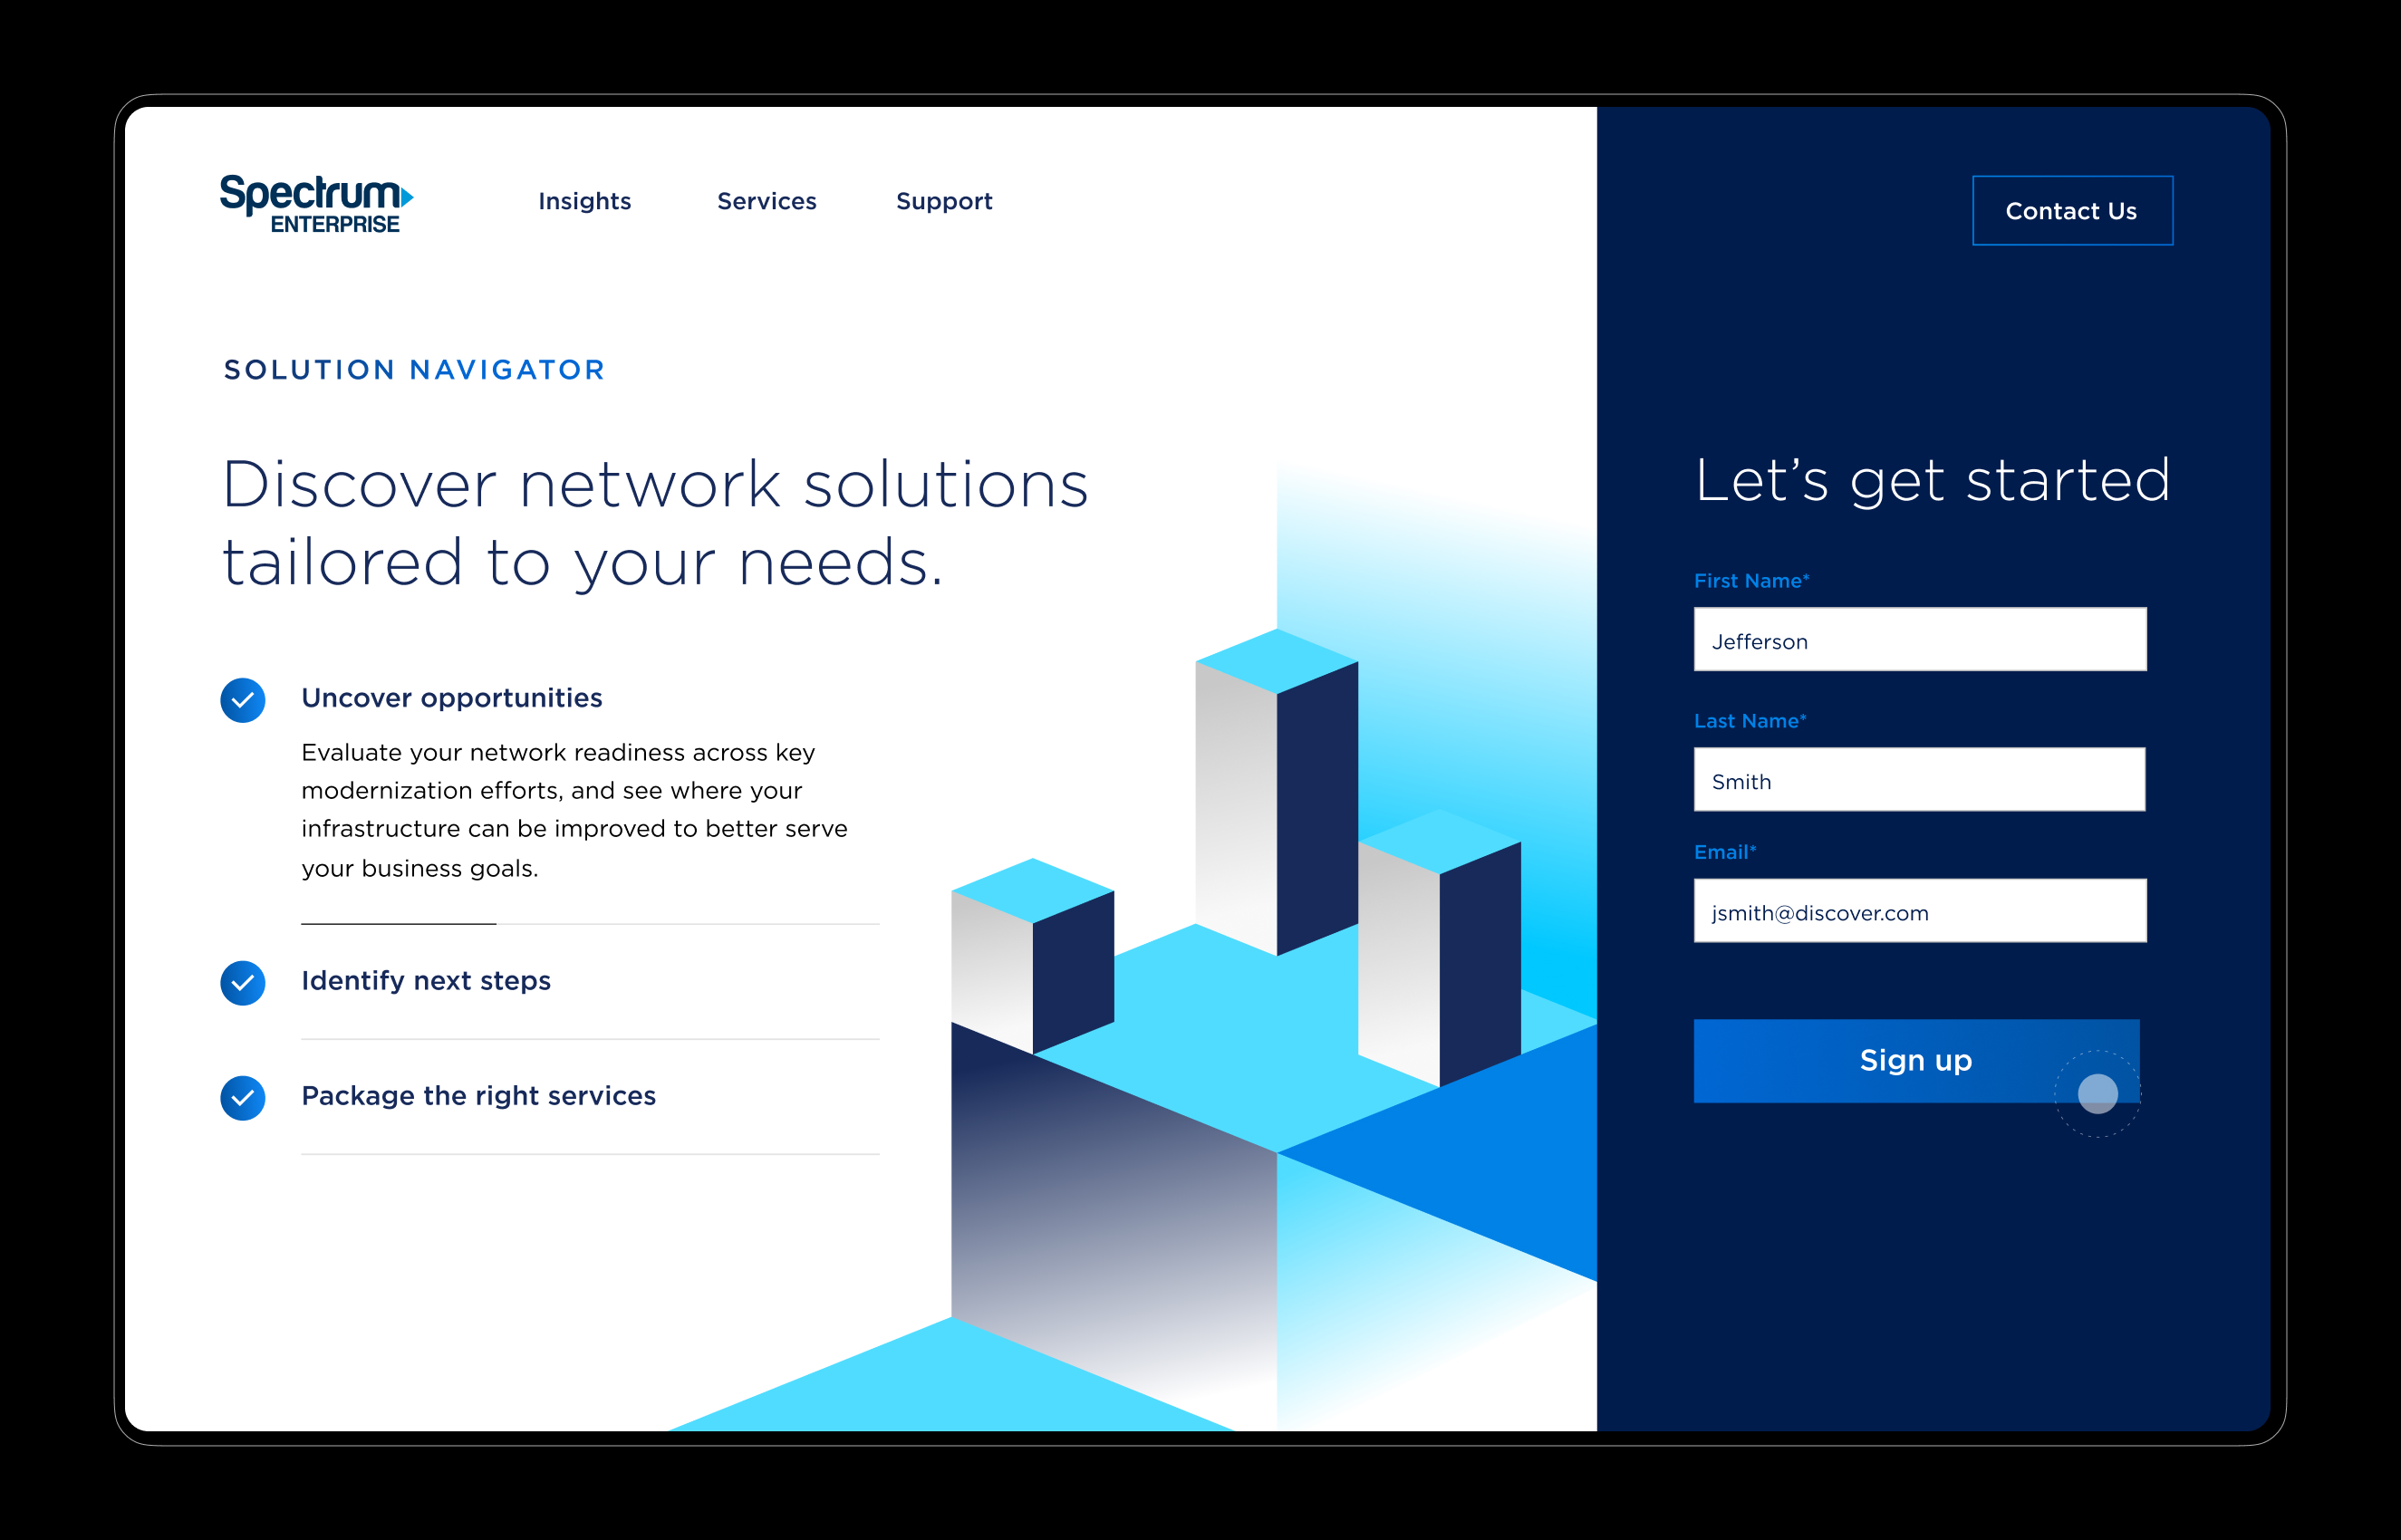 Spectrum
ENTERPRISE
Insights
Services
Support
Contact Us
SOLUTION NAVIGATOR
Discover network solutions
tailored to your needs.
Uncover opportunities
Evaluate your network readiness across key
modernization efforts, and see where your
infrastructure can be improved to better serve
your business goals.
Identify next steps
Package the right services
Let’s get started
First Name*
Jefferson
Last Name*
Smith
Email*
jsmith@discover.com
Sign up